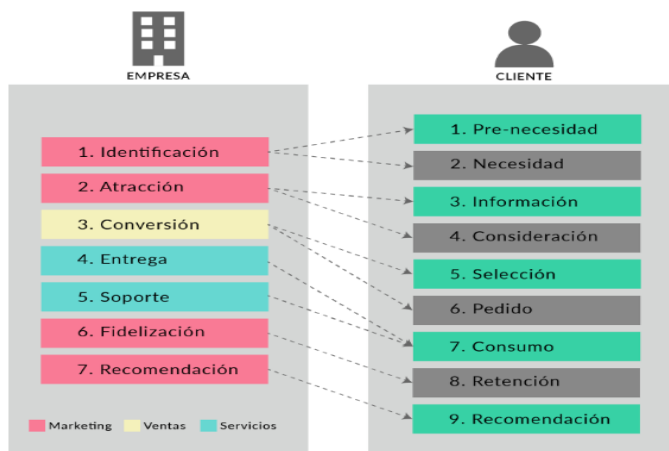 EMPRESA
1. Identificación
2. Atracción
3. Conversión
4. Entrega
5. Soporte
6. Fidelización
7. Recomendación
Marketing
Ventas
Servicios
CLIENTE
1. Pre-necesidad
2. Necesidad
3. Información
4. Consideración
5. Selección
6. Pedido
7. Consumo
8. Retención
9. Recomendación